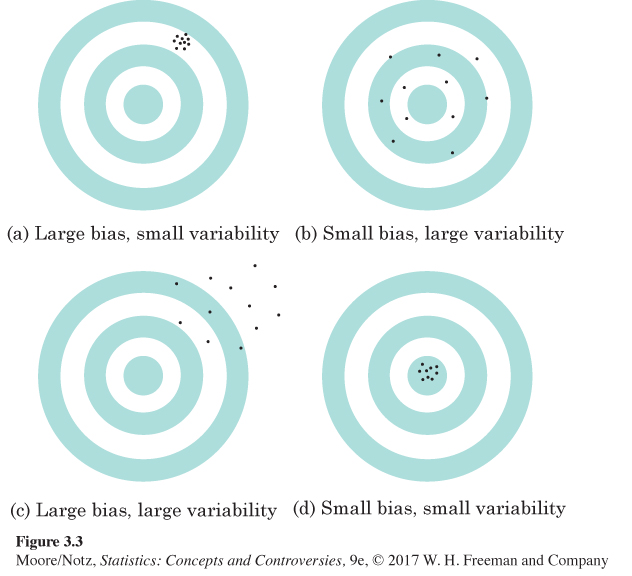 (a) Large bias, small variability
(b) Small bias, large variability
(c) Large bias, large variability
(d) Small bias, small variability
Figure 3.3
Moore/Notz, Statistics: Concepts and Controversies, 9e, © 2017 W. H. Freeman and Company